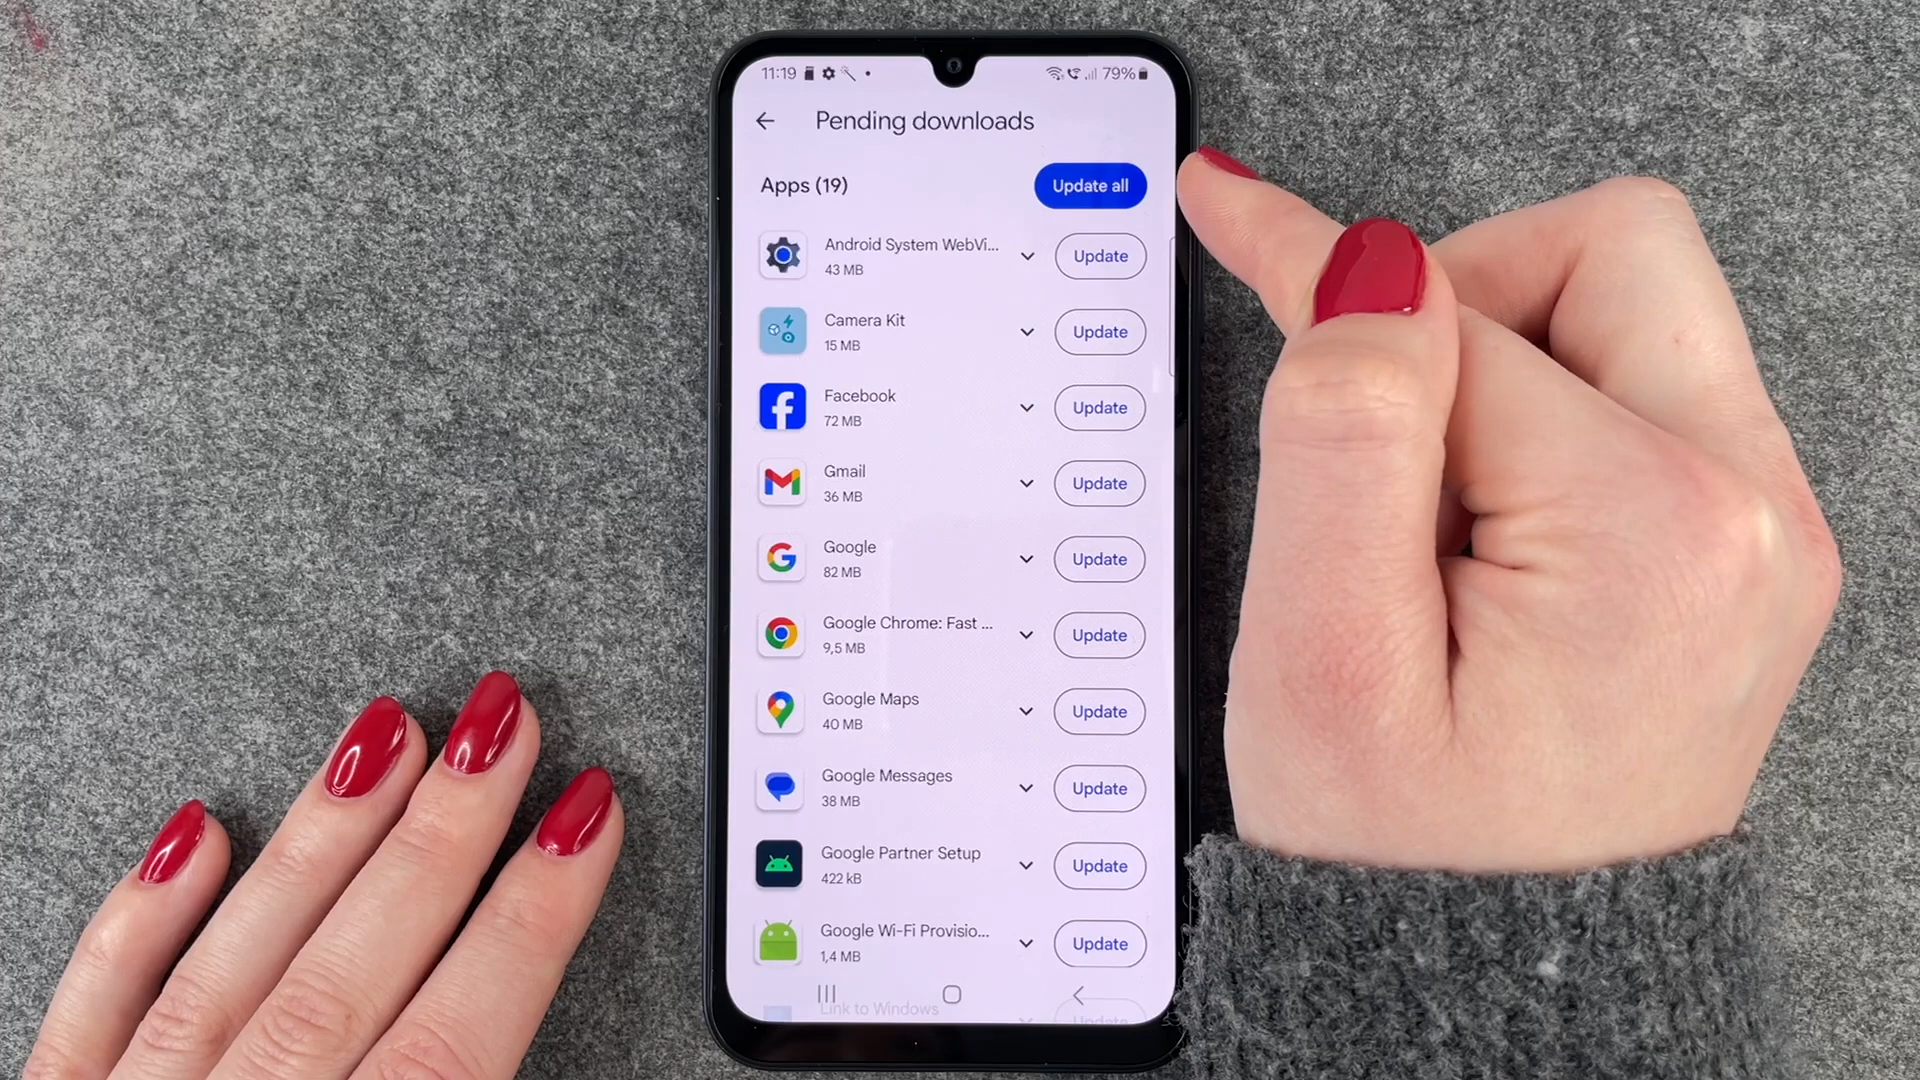 11:19 79%
Pending downloads
Apps (19) Update all
Android System WebVi... Update
43 MB
Camera Kit Update
15 MB
Facebook Update
72 MB
Gmail Update
36 MB
Google Update
82 MB
Google Chrome: Fast ... Update
9,5 MB
Google Maps Update
40 MB
Google Messages Update
38 MB
Google Partner Setup Update
422 kB
Google Wi-Fi Provisio... Update
1,4 MB
Link to Windows Update